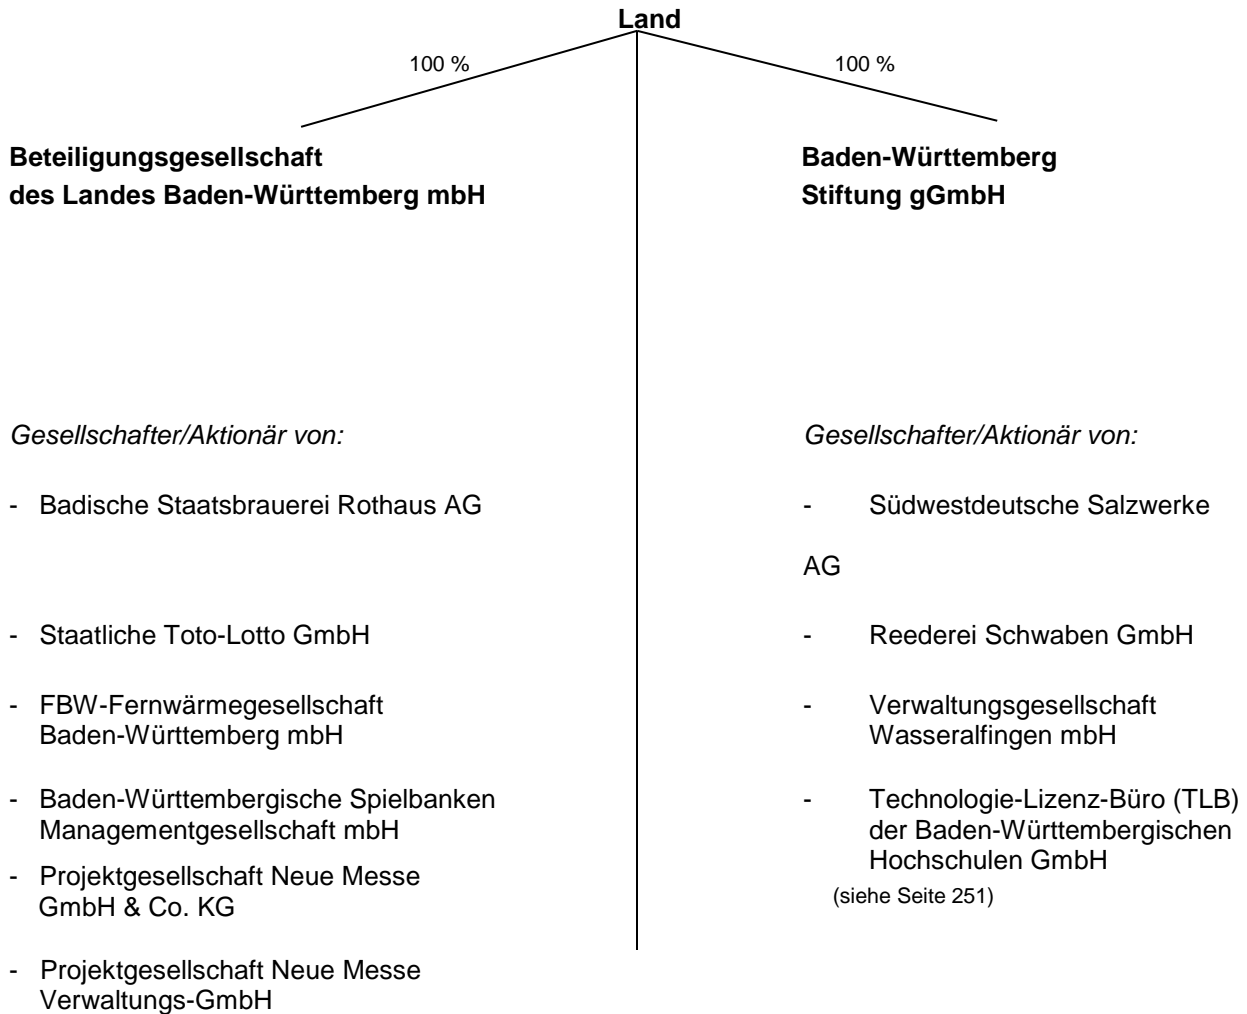 Land
100 %
100 %
Beteiligungsgesellschaft
des Landes Baden-Württemberg mbH
Baden-Württemberg
Stiftung gGmbH
Gesellschafter/Aktionär von:
- Badische Staatsbrauerei Rothaus AG
- Staatliche Toto-Lotto GmbH
- FBW-Fernwärmegesellschaft
Baden-Württemberg mbH
- Baden-Württembergische Spielbanken
Managementgesellschaft mbH
- Projektgesellschaft Neue Messe
GmbH & Co. KG
- Projektgesellschaft Neue Messe
Verwaltungs-GmbH
Gesellschafter/Aktionär von:
- Südwestdeutsche Salzwerke
AG
- Reederei Schwaben GmbH
- Verwaltungsgesellschaft
Wasseralfingen mbH
- Technologie-Lizenz-Büro (TLB)
der Baden-Württembergischen
Hochschulen GmbH
(siehe Seite 251)